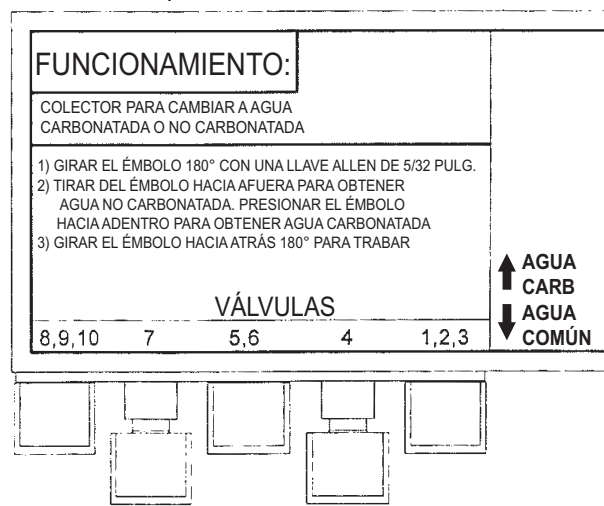 FUNCIONAMIENTO:
COLECTOR PARA CAMBIAR A AGUA
CARBONATADA O NO CARBONATADA
1) GIRAR EL ÉMBOLO 180° CON UNA LLAVE ALLEN DE 5/32 PULG.
2) TIRAR DEL ÉMBOLO HACIA AFUERA PARA OBTENER
AGUA NO CARBONATADA. PRESIONAR EL ÉMBOLO
HACIA ADENTRO PARA OBTENER AGUA CARBONATADA
3) GIRAR EL ÉMBOLO HACIA ATRÁS 180° PARA TRABAR
VÁLVULAS
8,9,10 7 5,6 4 1,2,3
AGUA
CARB
AGUA
COMÚN